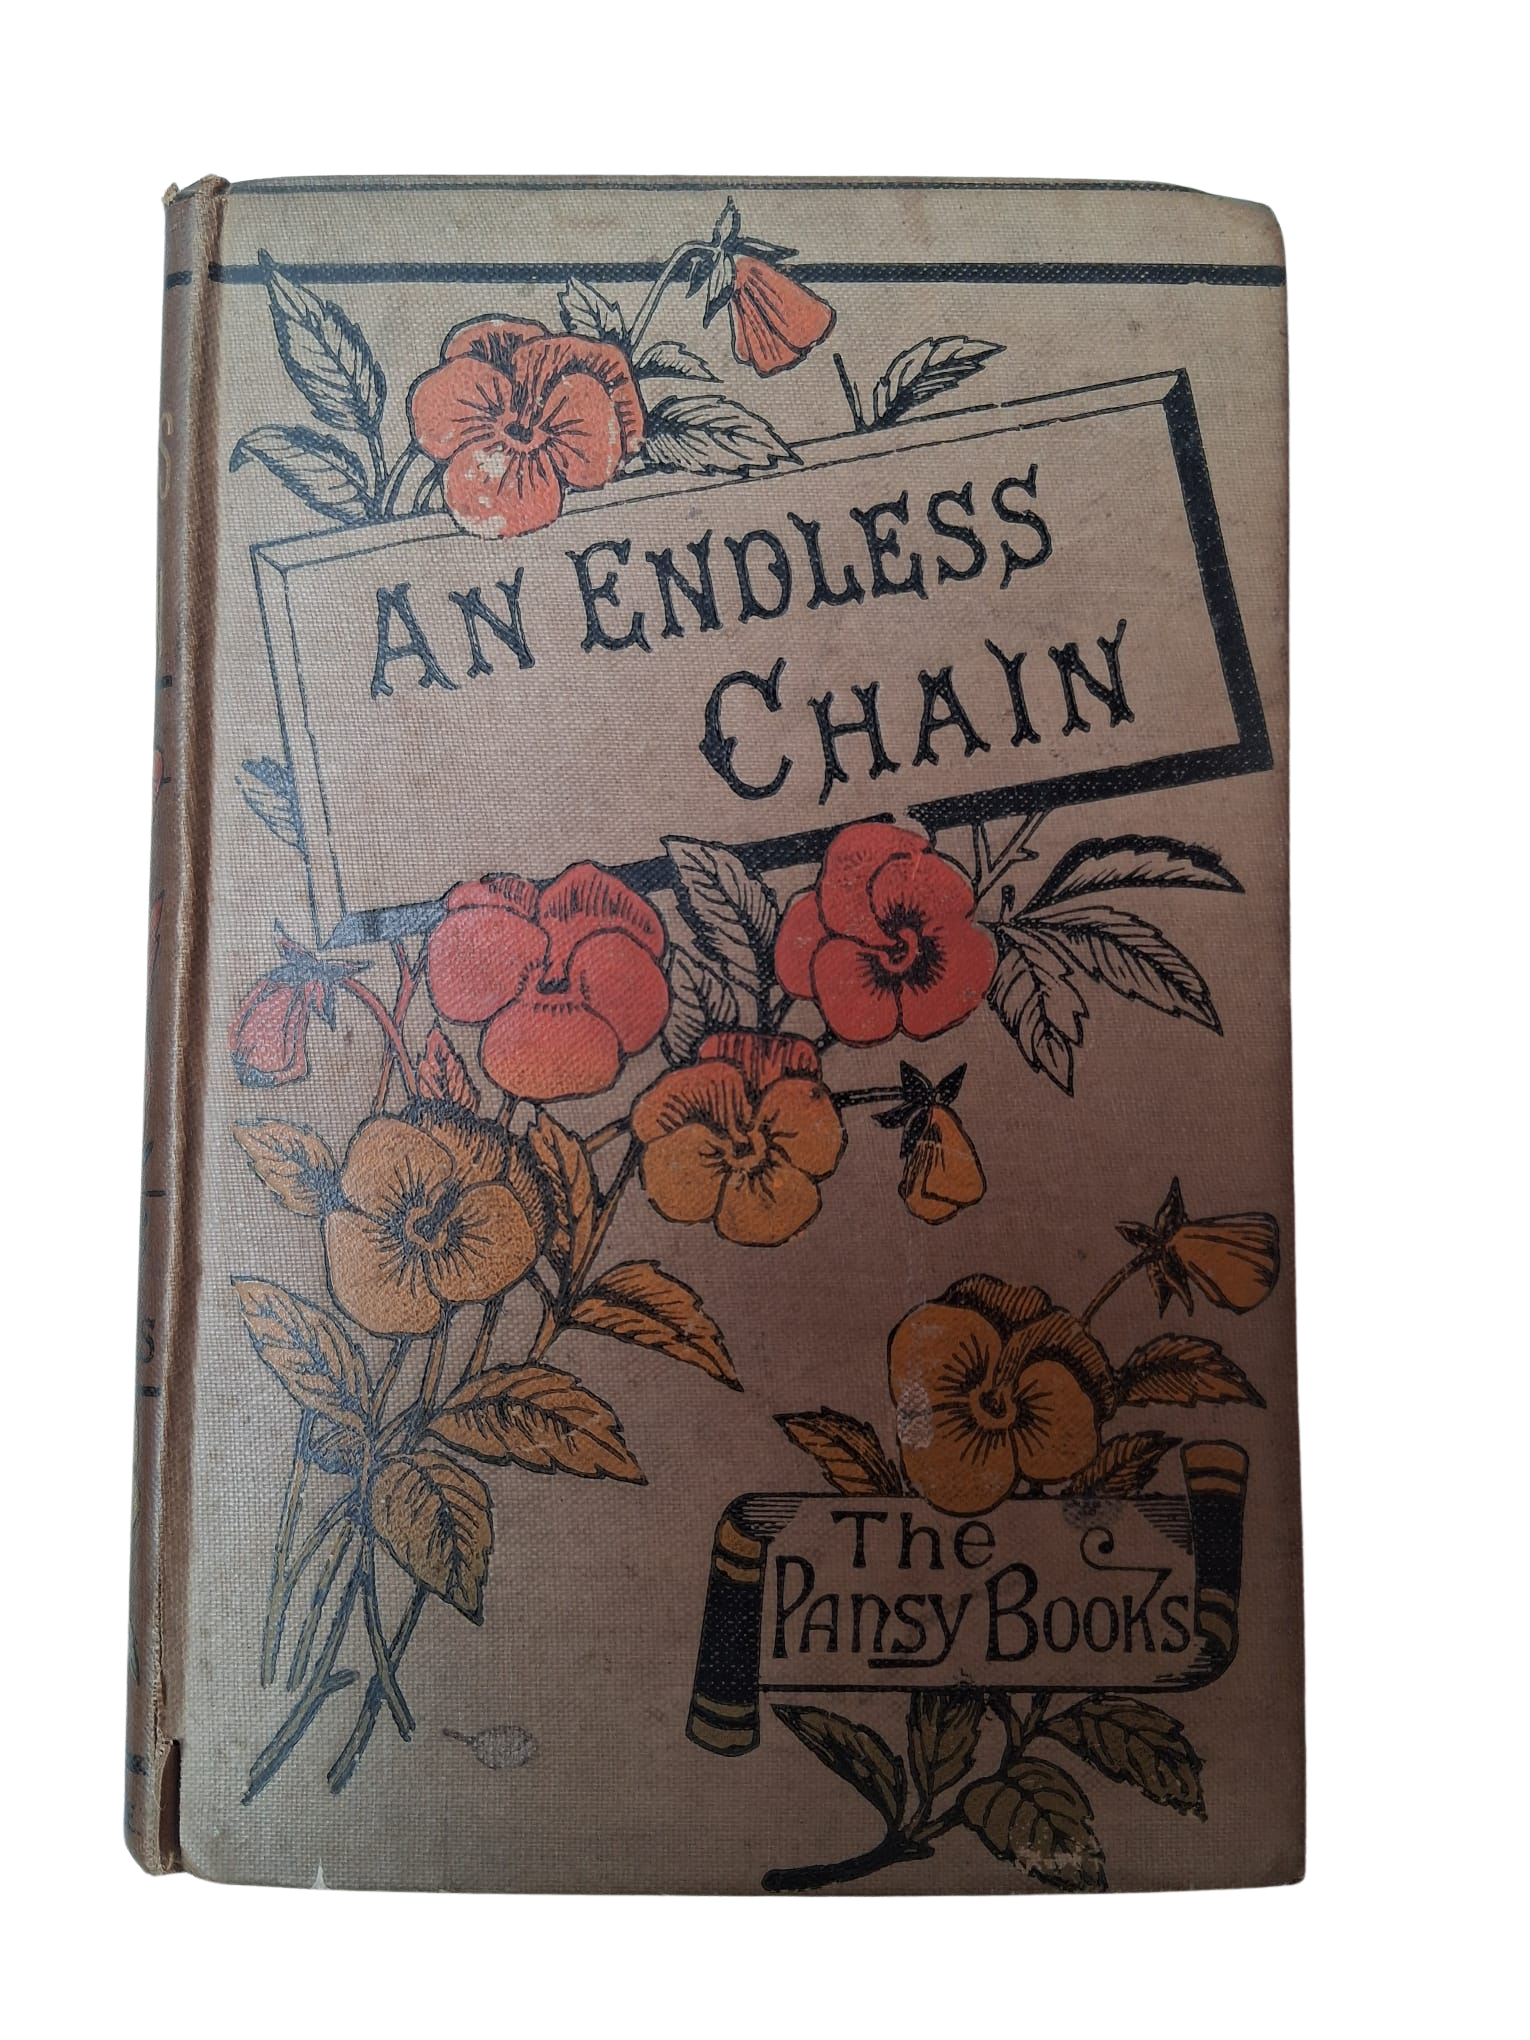 AN ENDLESS
CHAIN
The
Pansy Books